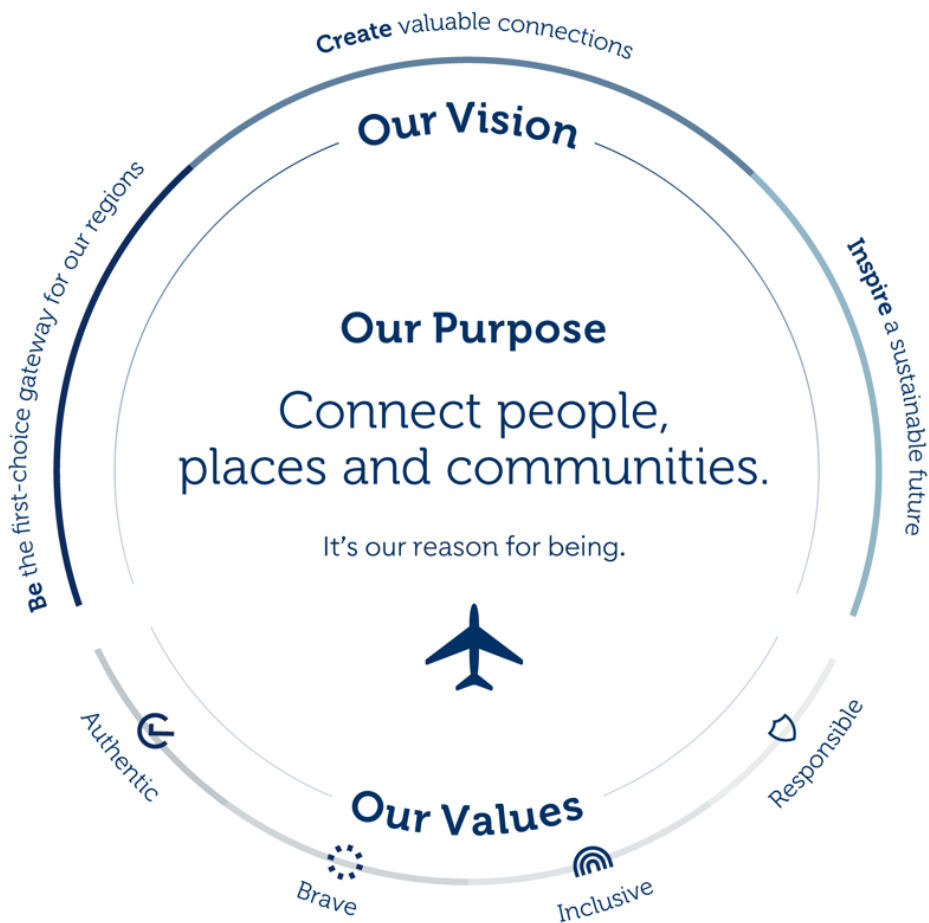 Create valuable connections
Our Vision
Be the first-choice gateway for our regions
Inspire a sustainable future
Our Purpose
Connect people,
places and communities.
It's our reason for being.
Our Values
Authentic
Brave
Inclusive
Responsible